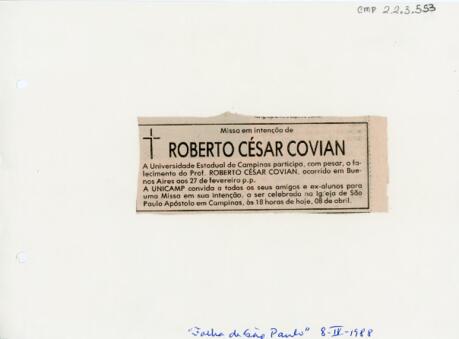 CMP 2.2.3.553
Missa em intenção de
ROBERTO CÉSAR COVIAN
A Universidade Estadual de Campinas participa, com pesar, o fa-
lecimento do Prof. ROBERTO CÉSAR COVIAN, ocorrido em Bue-
nos Aires aos 27 de fevereiro p.p.
A UNICAMP convida a todos os seus amigos e ex-alunos para
uma Missa em sua intenção, a ser celebrada na Igreja de São
Paulo Apóstolo em Campinas, às 18 horas de hoje, 08 de abril.
"Folha de São Paulo" 8-IV-1988